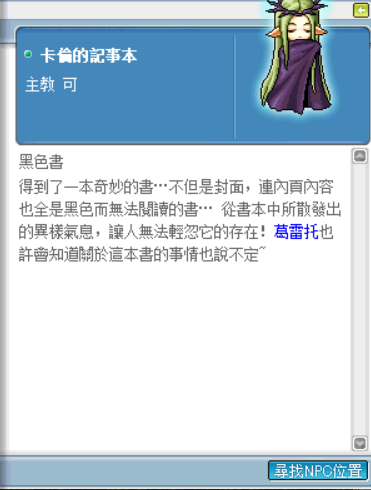 卡倫的記事本
主教 可
黑色書
得到了一本奇妙的書…不但是封面，連內頁內容
也全是黑色而無法閱讀的書… 從書本中所散發出
的異樣氣息，讓人無法輕忽它的存在! 葛雷托也
許會知道關於這本書的事情也說不定~
尋找NPC位置